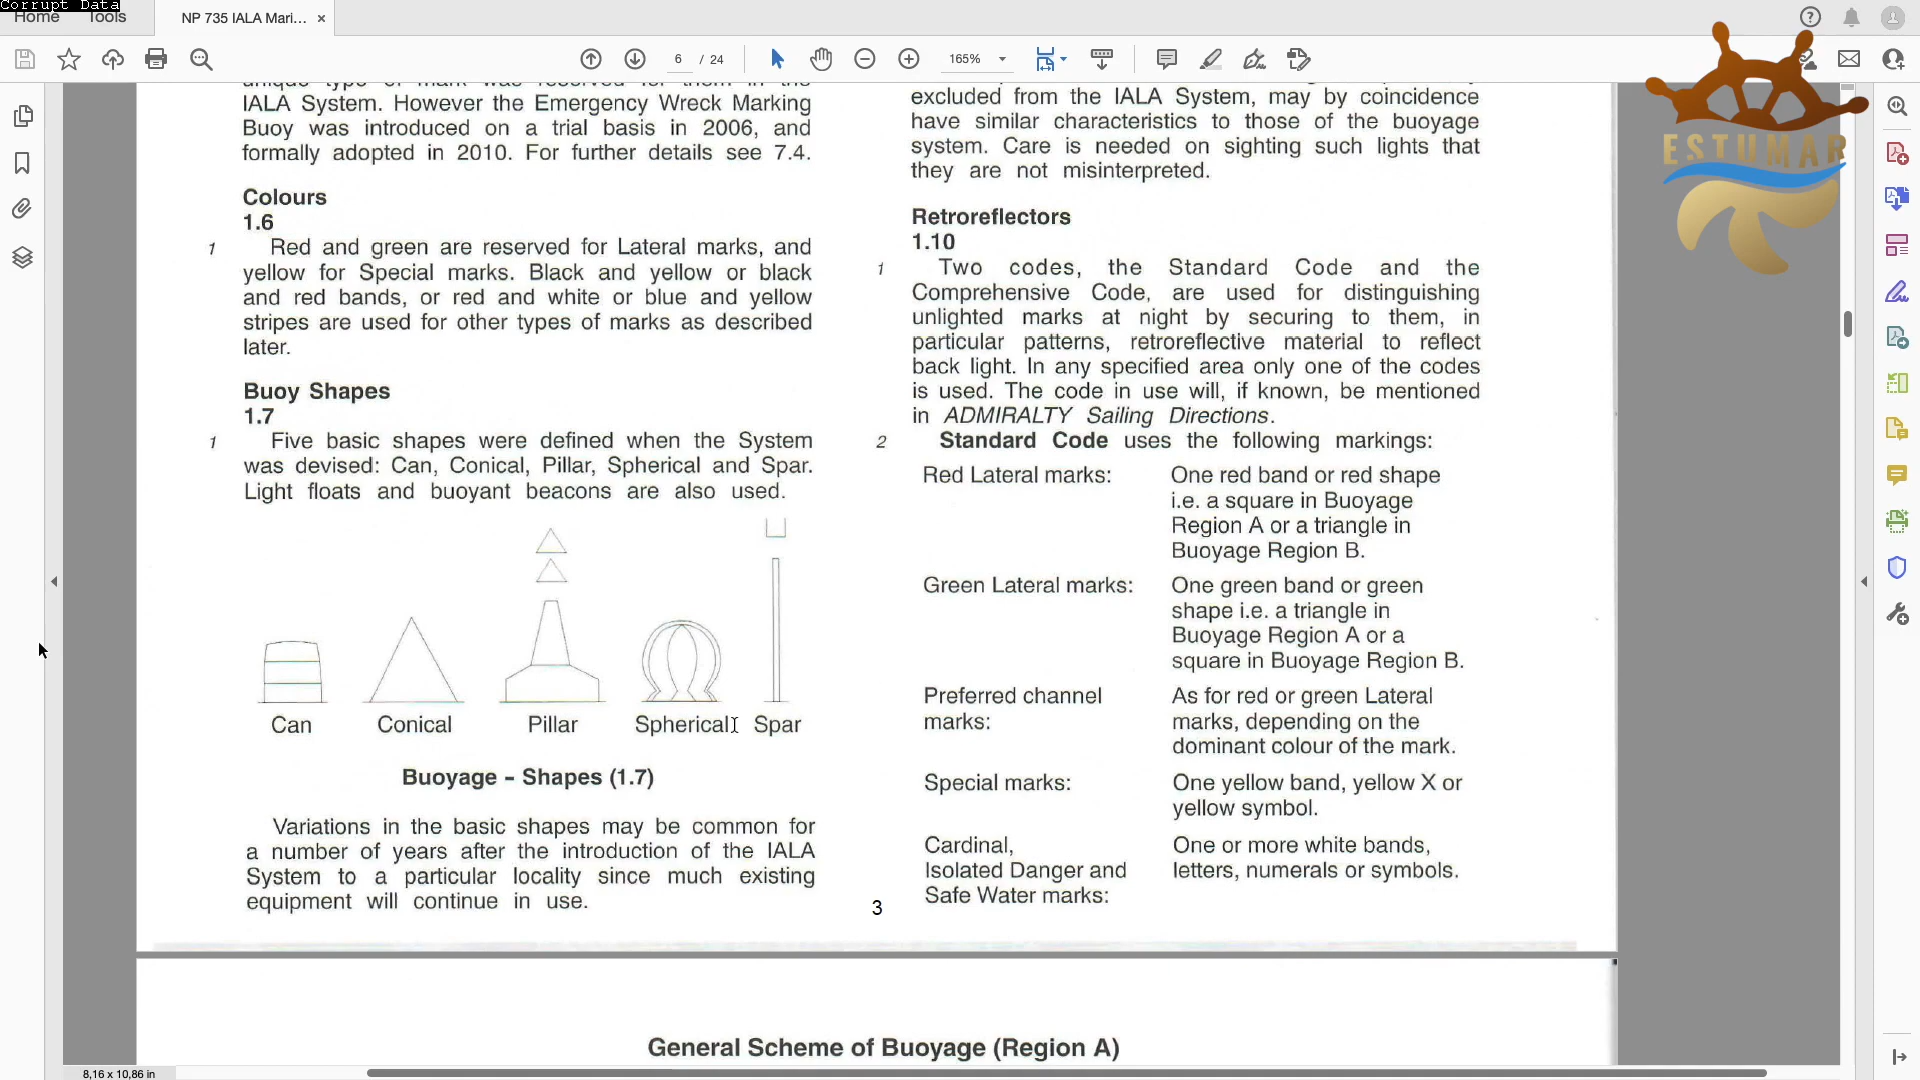 Corrupt Data
Home
Tools
NP 735 IALA Mari... ×
6 / 24
165%
ESTUMAR
IALA System. However the Emergency Wreck Marking
Buoy was introduced on a trial basis in 2006, and
formally adopted in 2010. For further details see 7.4.
Colours
1.6
1 Red and green are reserved for Lateral marks, and
yellow for Special marks. Black and yellow or black
and red bands, or red and white or blue and yellow
stripes are used for other types of marks as described
later.
Buoy Shapes
1.7
1 Five basic shapes were defined when the System
was devised: Can, Conical, Pillar, Spherical and Spar.
Light floats and buoyant beacons are also used.
Can Conical Pillar Spherical Spar
Buoyage - Shapes (1.7)
Variations in the basic shapes may be common for
a number of years after the introduction of the IALA
System to a particular locality since much existing
equipment will continue in use.
excluded from the IALA System, may by coincidence
have similar characteristics to those of the buoyage
system. Care is needed on sighting such lights that
they are not misinterpreted.
Retroreflectors
1.10
1 Two codes, the Standard Code and the
Comprehensive Code, are used for distinguishing
unlighted marks at night by securing to them, in
particular patterns, retroreflective material to reflect
back light. In any specified area only one of the codes
is used. The code in use will, if known, be mentioned
in ADMIRALTY Sailing Directions.
2 Standard Code uses the following markings:
Red Lateral marks: One red band or red shape
i.e. a square in Buoyage
Region A or a triangle in
Buoyage Region B.
Green Lateral marks: One green band or green
shape i.e. a triangle in
Buoyage Region A or a
square in Buoyage Region B.
Preferred channel As for red or green Lateral
marks: marks, depending on the
dominant colour of the mark.
Special marks: One yellow band, yellow X or
yellow symbol.
Cardinal, One or more white bands,
Isolated Danger and letters, numerals or symbols.
Safe Water marks:
3
General Scheme of Buoyage (Region A)
8,16 x 10,86 in